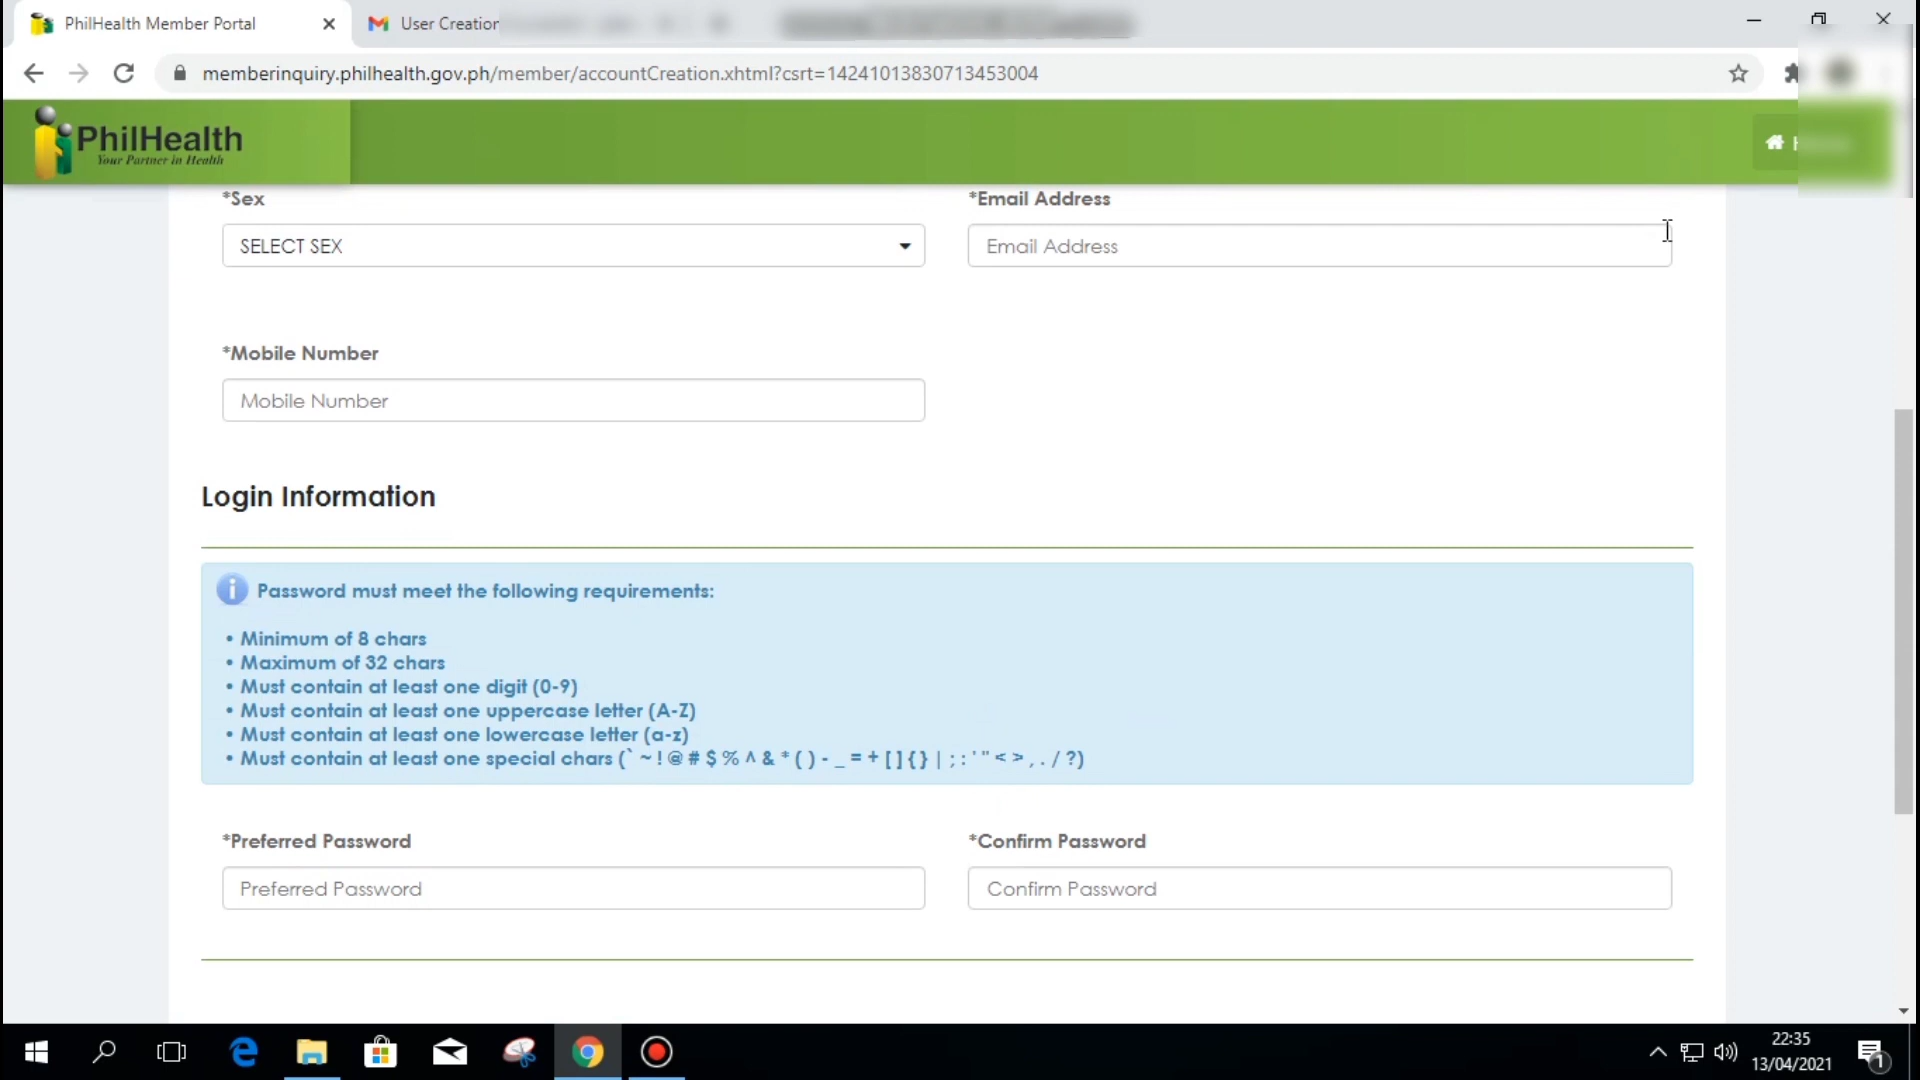 PhilHealth Member Portal
User Creation
memberinquiry.philhealth.gov.ph/member/accountCreation.xhtml?csrt=14241013830713453004
PhilHealth
Your Partner in Health
*Sex
*Email Address
SELECT SEX
Email Address
*Mobile Number
Mobile Number
Login Information
Password must meet the following requirements:
• Minimum of 8 chars
• Maximum of 32 chars
• Must contain at least one digit (0-9)
• Must contain at least one uppercase letter (A-Z)
• Must contain at least one lowercase letter (a-z)
• Must contain at least one special chars (` ~ ! @ # $ % ^ & * ( ) - _ = + [ ] { } | ; : ' " < > , . / ?)
*Preferred Password
*Confirm Password
Preferred Password
Confirm Password
22:35
13/04/2021
1